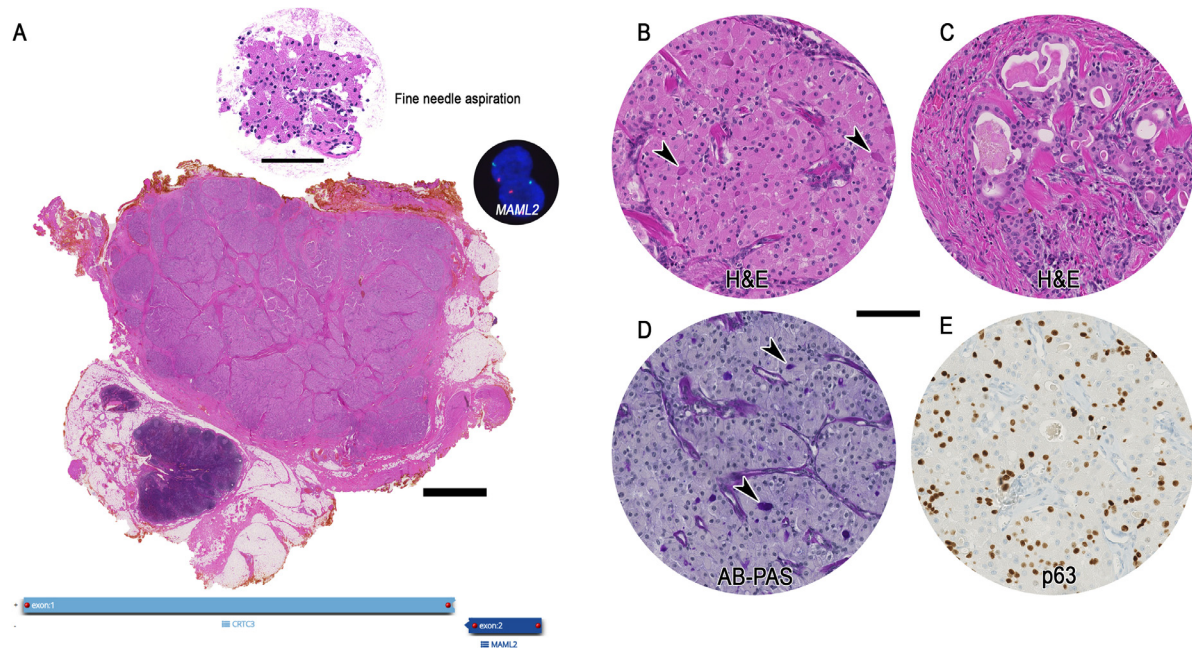 A
Fine needle aspiration
MAML2
exon:1
CRTC3
exon:2
MAML2
B
H&E
C
H&E
D
AB-PAS
E
p63